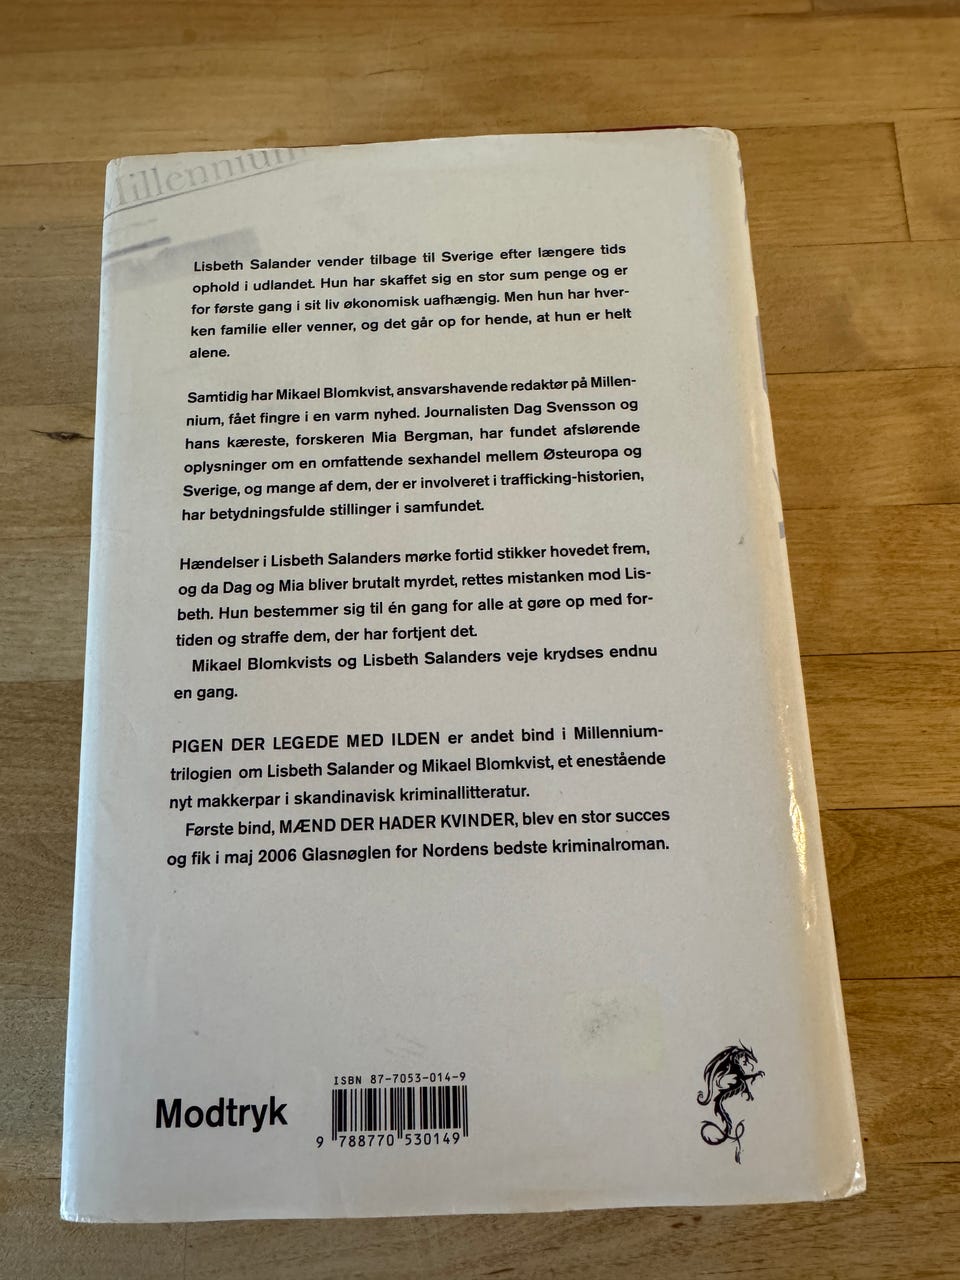 Millennium
Lisbeth Salander vender tilbage til Sverige efter længere tids
ophold i udlandet. Hun har skaffet sig en stor sum penge og er
for første gang i sit liv økonomisk uafhængig. Men hun har hver-
ken familie eller venner, og det går op for hende, at hun er helt
alene.
Samtidig har Mikael Blomkvist, ansvarshavende redaktør på Millen-
nium, fået fingre i en varm nyhed. Journalisten Dag Svensson og
hans kæreste, forskeren Mia Bergman, har fundet afslørende
oplysninger om en omfattende sexhandel mellem Østeuropa og
Sverige, og mange af dem, der er involveret i trafficking-historien,
har betydningsfulde stillinger i samfundet.
Hændelser i Lisbeth Salanders mørke fortid stikker hovedet frem,
og da Dag og Mia bliver brutalt myrdet, rettes mistanken mod Lis-
beth. Hun bestemmer sig til én gang for alle at gøre op med for-
tiden og straffe dem, der har fortjent det.
Mikael Blomkvists og Lisbeth Salanders veje krydses endnu
en gang.
PIGEN DER LEGEDE MED ILDEN er andet bind i Millennium-
trilogien om Lisbeth Salander og Mikael Blomkvist, et enestående
nyt makkerpar i skandinavisk kriminallitteratur.
Første bind, MÆND DER HADER KVINDER, blev en stor succes
og fik i maj 2006 Glasnøglen for Nordens bedste kriminalroman.
ISBN 87-7053-014-9
Modtryk
9 788770 530149